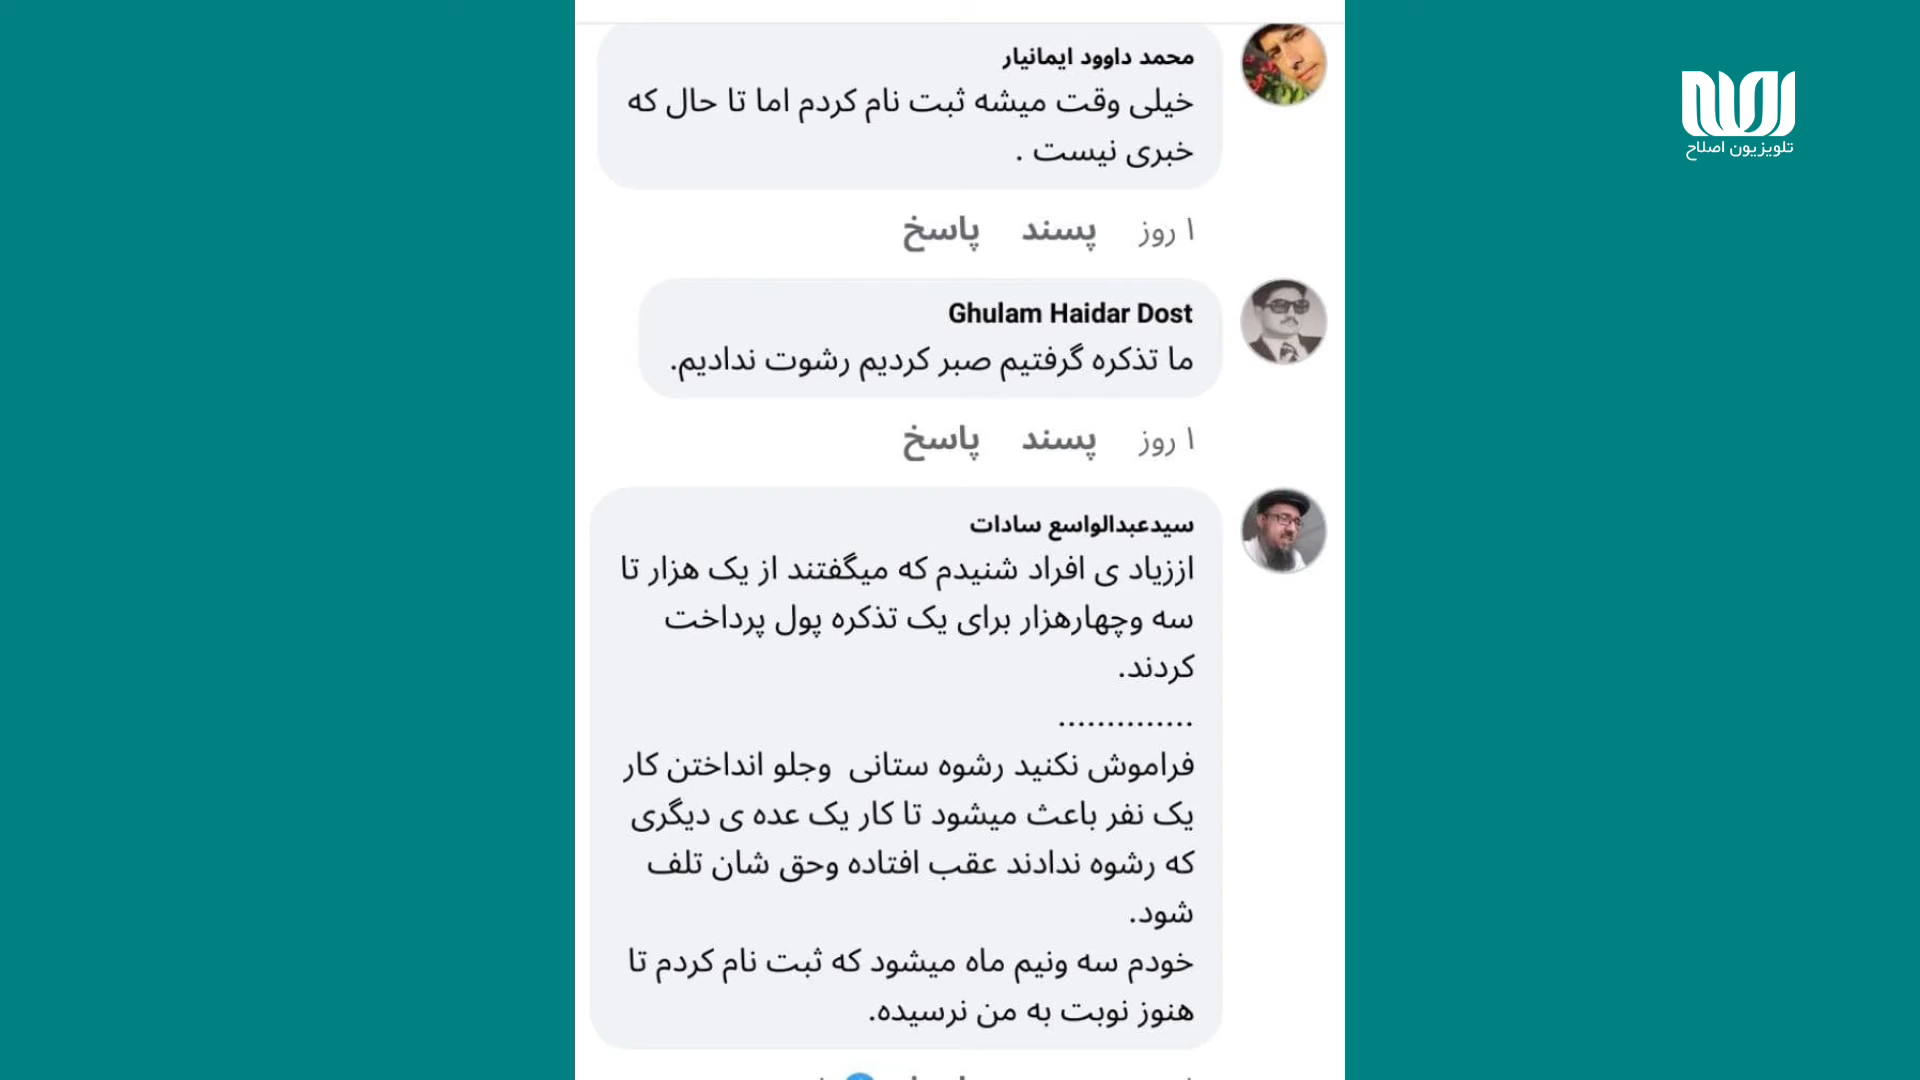 محمد داوود ایمانیار
خیلی وقت میشه ثبت نام کردم اما تا حال که
خبری نیست .
۱ روز پسند پاسخ
Ghulam Haidar Dost
ما تذکره گرفتیم صبر کردیم رشوت ندادیم.
۱ روز پسند پاسخ
سیدعبدالواسع سادات
اززیاد ی افراد شنیدم که میگفتند از یک هزار تا
سه وچهارهزار برای یک تذکره پول پرداخت
کردند.
..............
فراموش نکنید رشوه ستانی وجلو انداختن کار
یک نفر باعث میشود تا کار یک عده ی دیگری
که رشوه ندادند عقب افتاده وحق شان تلف
شود.
خودم سه ونیم ماه میشود که ثبت نام کردم تا
هنوز نوبت به من نرسیده.
تلویزیون اصلاح